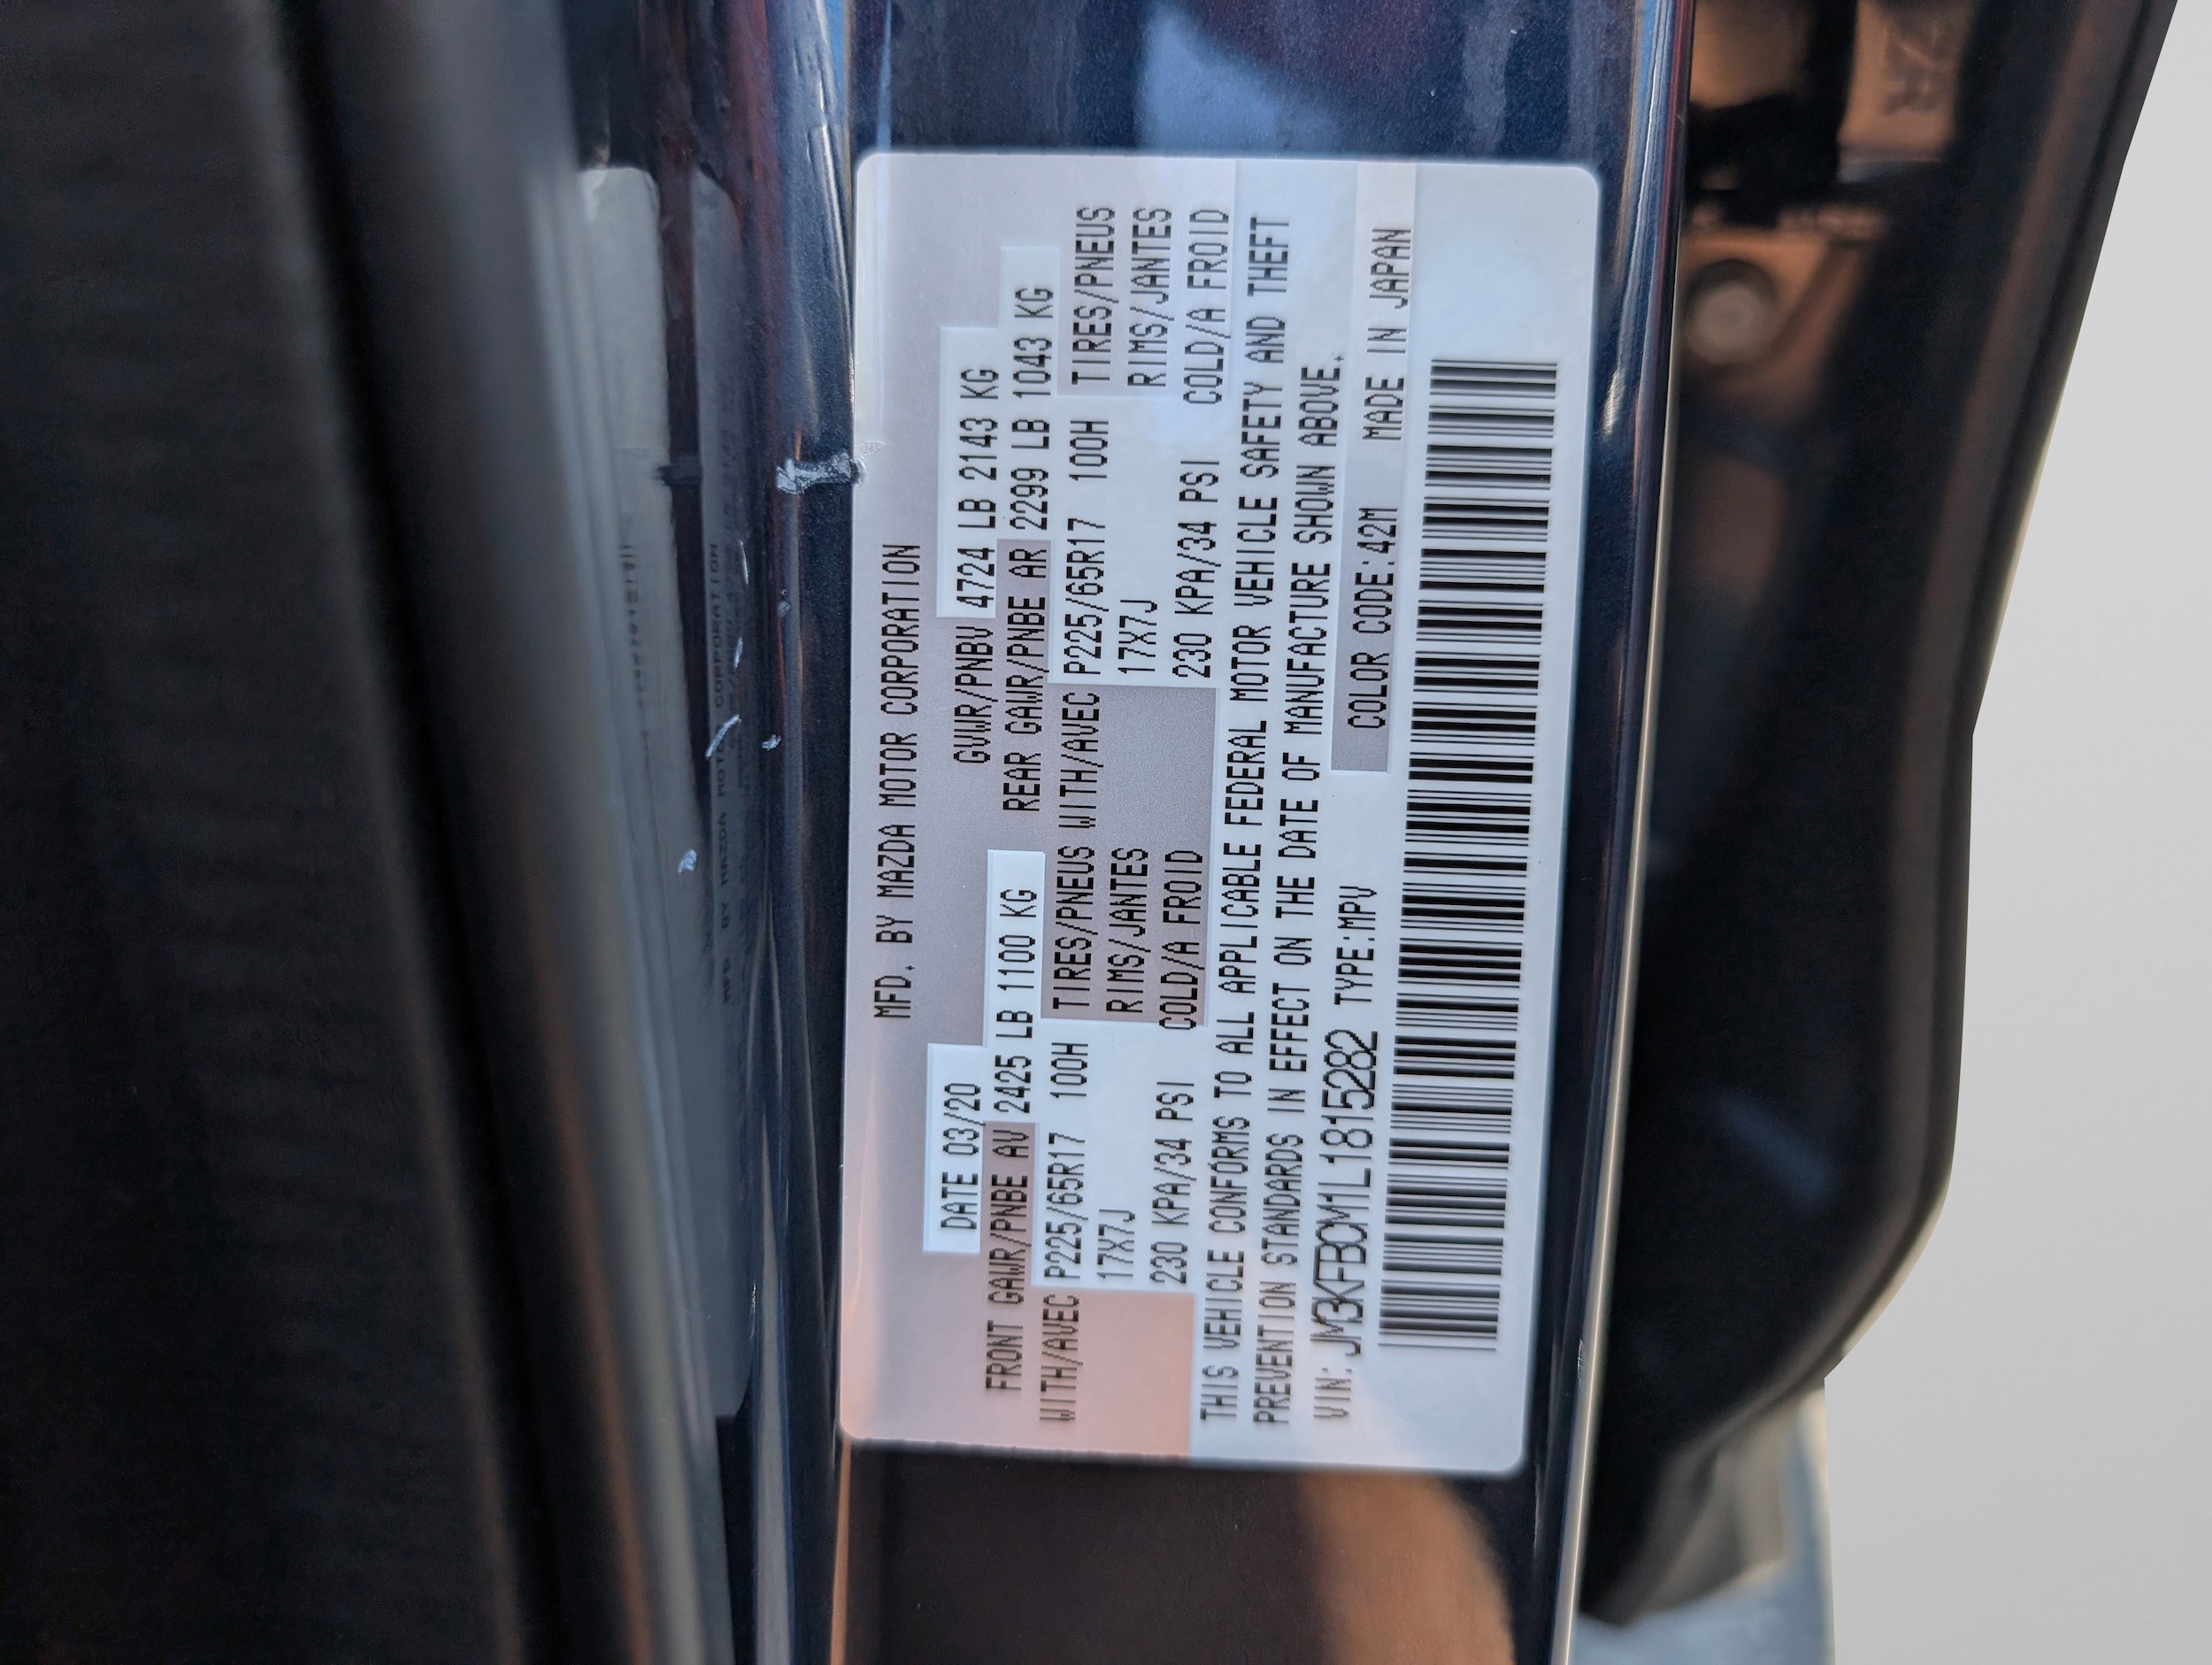 MFD. BY MAZDA MOTOR CORPORATION
DATE 03/20 GVWR/PNBV 4724 LB 2143 KG
FRONT GAWR/PNBE AV 2425 LB 1100 KG REAR GAWR/PNBE AR 2299 LB 1043 KG
WITH/AVEC P225/65R17 100H TIRES/PNEUS WITH/AVEC P225/65R17 100H TIRES/PNEUS
17X7J RIMS/JANTES 17X7J RIMS/JANTES
230 KPA/34 PSI COLD/A FROID 230 KPA/34 PSI COLD/A FROID
THIS VEHICLE CONFORMS TO ALL APPLICABLE FEDERAL MOTOR VEHICLE SAFETY AND THEFT
PREVENTION STANDARDS IN EFFECT ON THE DATE OF MANUFACTURE SHOWN ABOVE.
VIN: JM3KFBCM1L1815282 TYPE:MPV COLOR CODE:42M MADE IN JAPAN